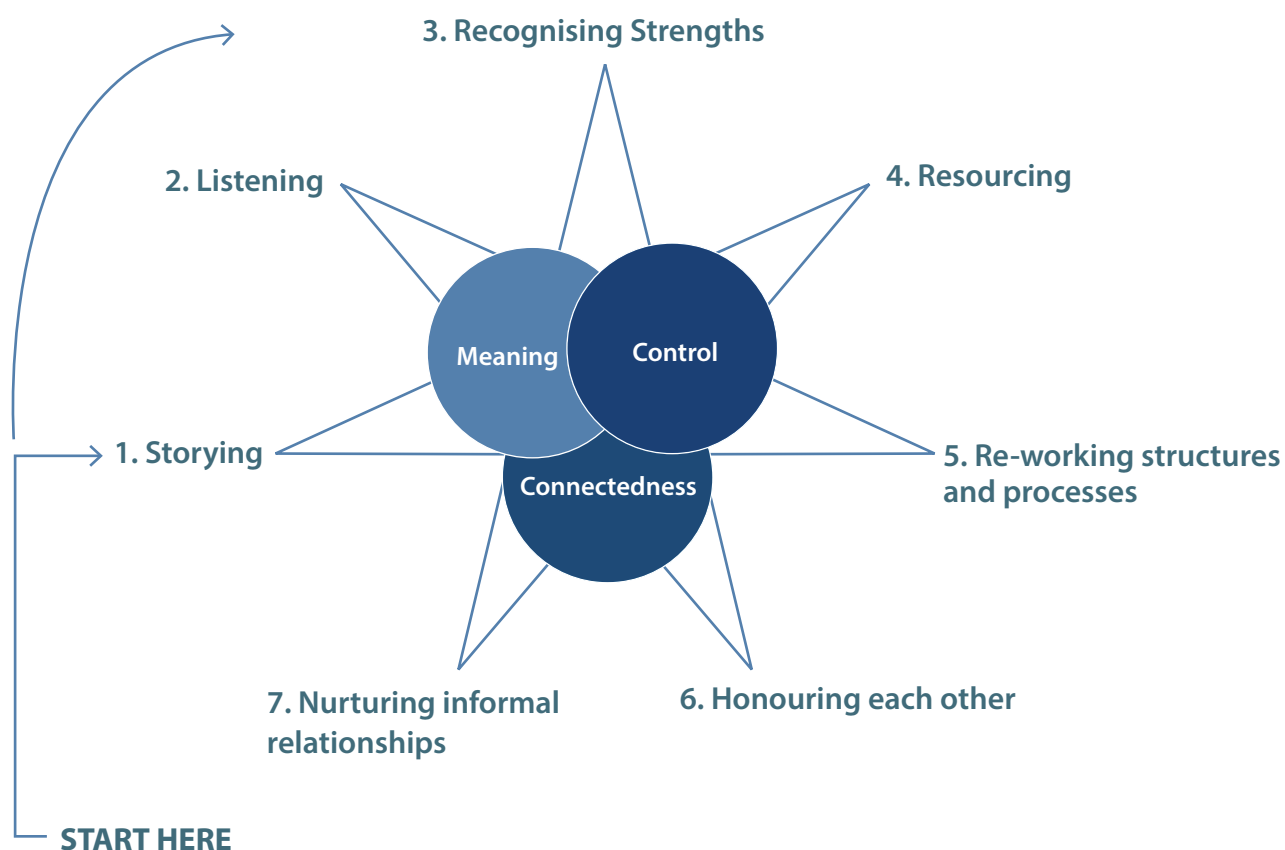 3. Recognising Strengths
2. Listening
4. Resourcing
Meaning
Control
1. Storying
5. Re-working structures
and processes
Connectedness
7. Nurturing informal
relationships
6. Honouring each other
START HERE